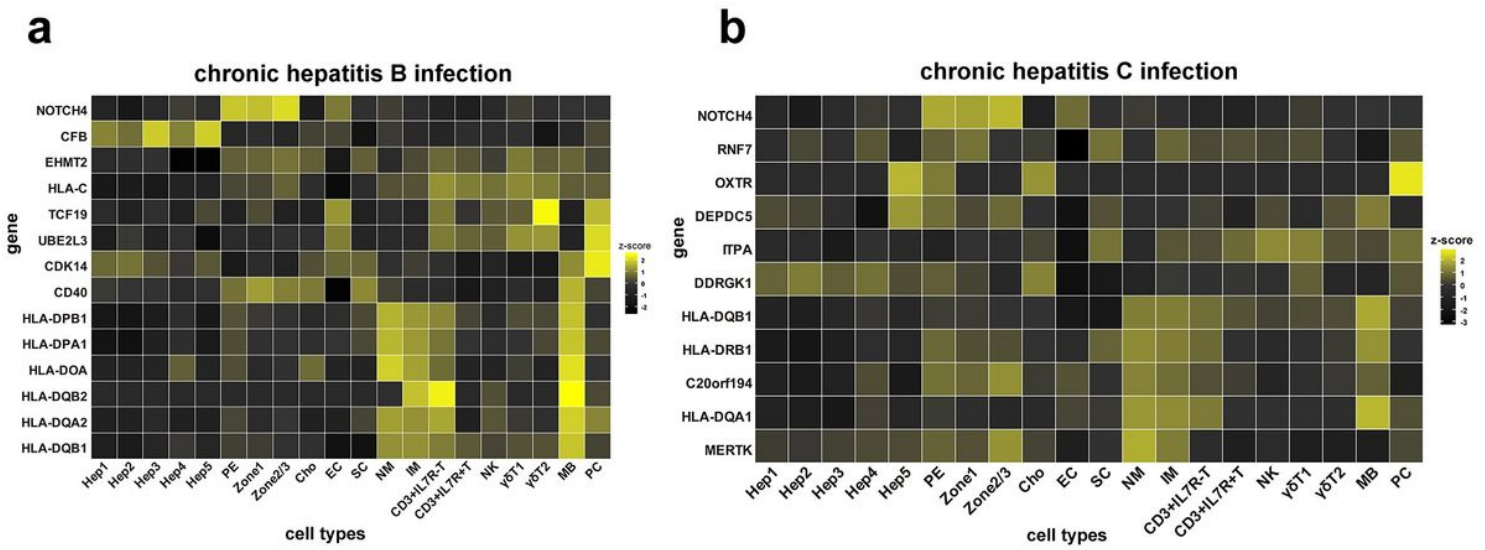 a
chronic hepatitis B infection
gene
NOTCH4
CFB
EHMT2
HLA-C
TCF19
UBE2L3
CDK14
CD40
HLA-DPB1
HLA-DPA1
HLA-DOA
HLA-DQB2
HLA-DQA2
HLA-DQB1
Hep1 Hep2 Hep3 Hep4 Hep5 PE Zone1 Zone2/3 Cho EC SC NM IM CD3+IL7R-T CD3+IL7R+T NK γδT1 γδT2 MB PC
cell types
z-score
2
1
0
-1
-2
b
chronic hepatitis C infection
gene
NOTCH4
RNF7
OXTR
DEPDC5
ITPA
DDRGK1
HLA-DQB1
HLA-DRB1
C20orf194
HLA-DQA1
MERTK
Hep1 Hep2 Hep3 Hep4 Hep5 PE Zone1 Zone2/3 Cho EC SC NM IM CD3+IL7R-T CD3+IL7R+T NK γδT1 γδT2 MB PC
cell types
z-score
2
1
0
-1
-2
-3